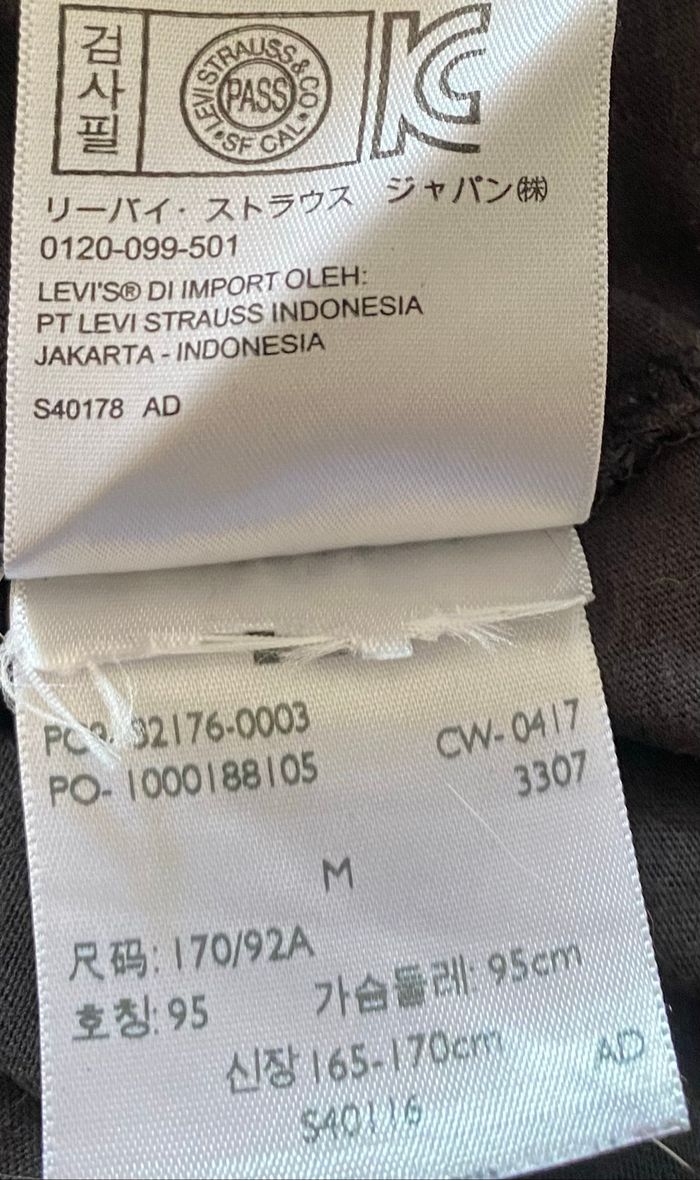 검사필
LEVI STRAUSS & CO
PASS
SF CAL
リーバイ・ストラウス ジャパン㈱
0120-099-501
LEVI'S® DI IMPORT OLEH:
PT LEVI STRAUSS INDONESIA
JAKARTA - INDONESIA
S40178 AD
2176-0003 CW-0417
PO-1000188105 3307
M
尺码: 170/92A
호칭: 95 가슴둘레: 95cm
신장 165-170cm AD
S40116